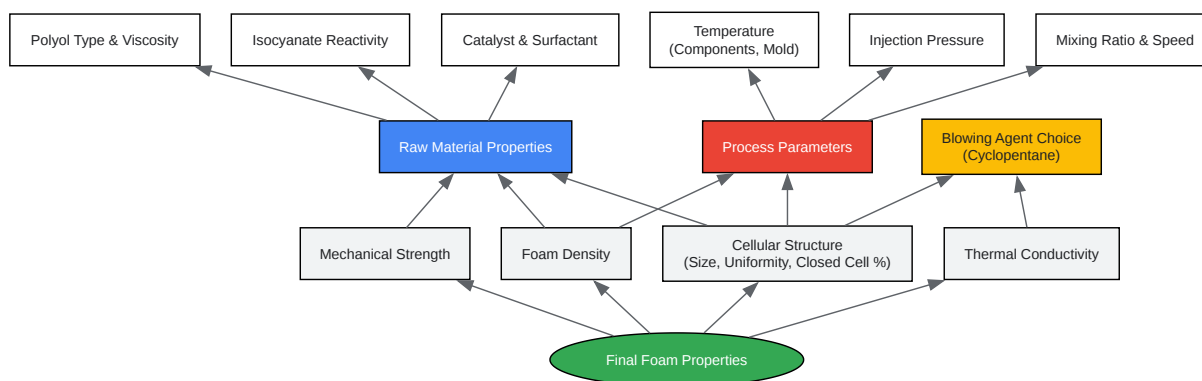 Polyol Type & Viscosity
Isocyanate Reactivity
Catalyst & Surfactant
Temperature
(Components, Mold)
Injection Pressure
Mixing Ratio & Speed
Raw Material Properties
Process Parameters
Blowing Agent Choice
(Cyclopentane)
Mechanical Strength
Foam Density
Cellular Structure
(Size, Uniformity, Closed Cell %)
Thermal Conductivity
Final Foam Properties